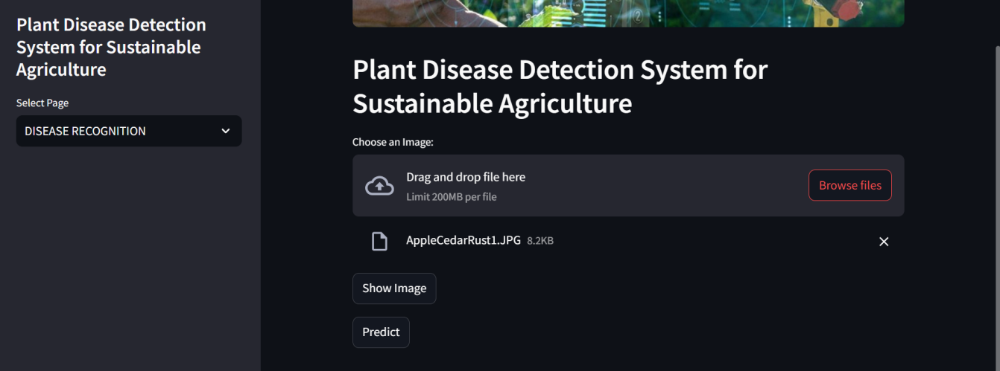 Plant Disease Detection
System for Sustainable
Agriculture
Select Page
DISEASE RECOGNITION
Plant Disease Detection System for
Sustainable Agriculture
Choose an Image:
Drag and drop file here
Limit 200MB per file
Browse files
AppleCedarRust1.JPG 8.2KB
Show Image
Predict